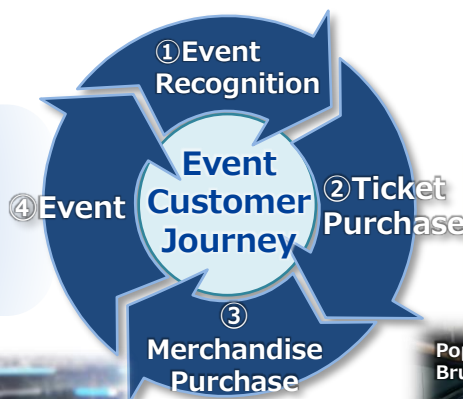 ①Event
Recognition
Event
Customer
Journey
②Ticket
Purchase
③
Merchandise
Purchase
④Event